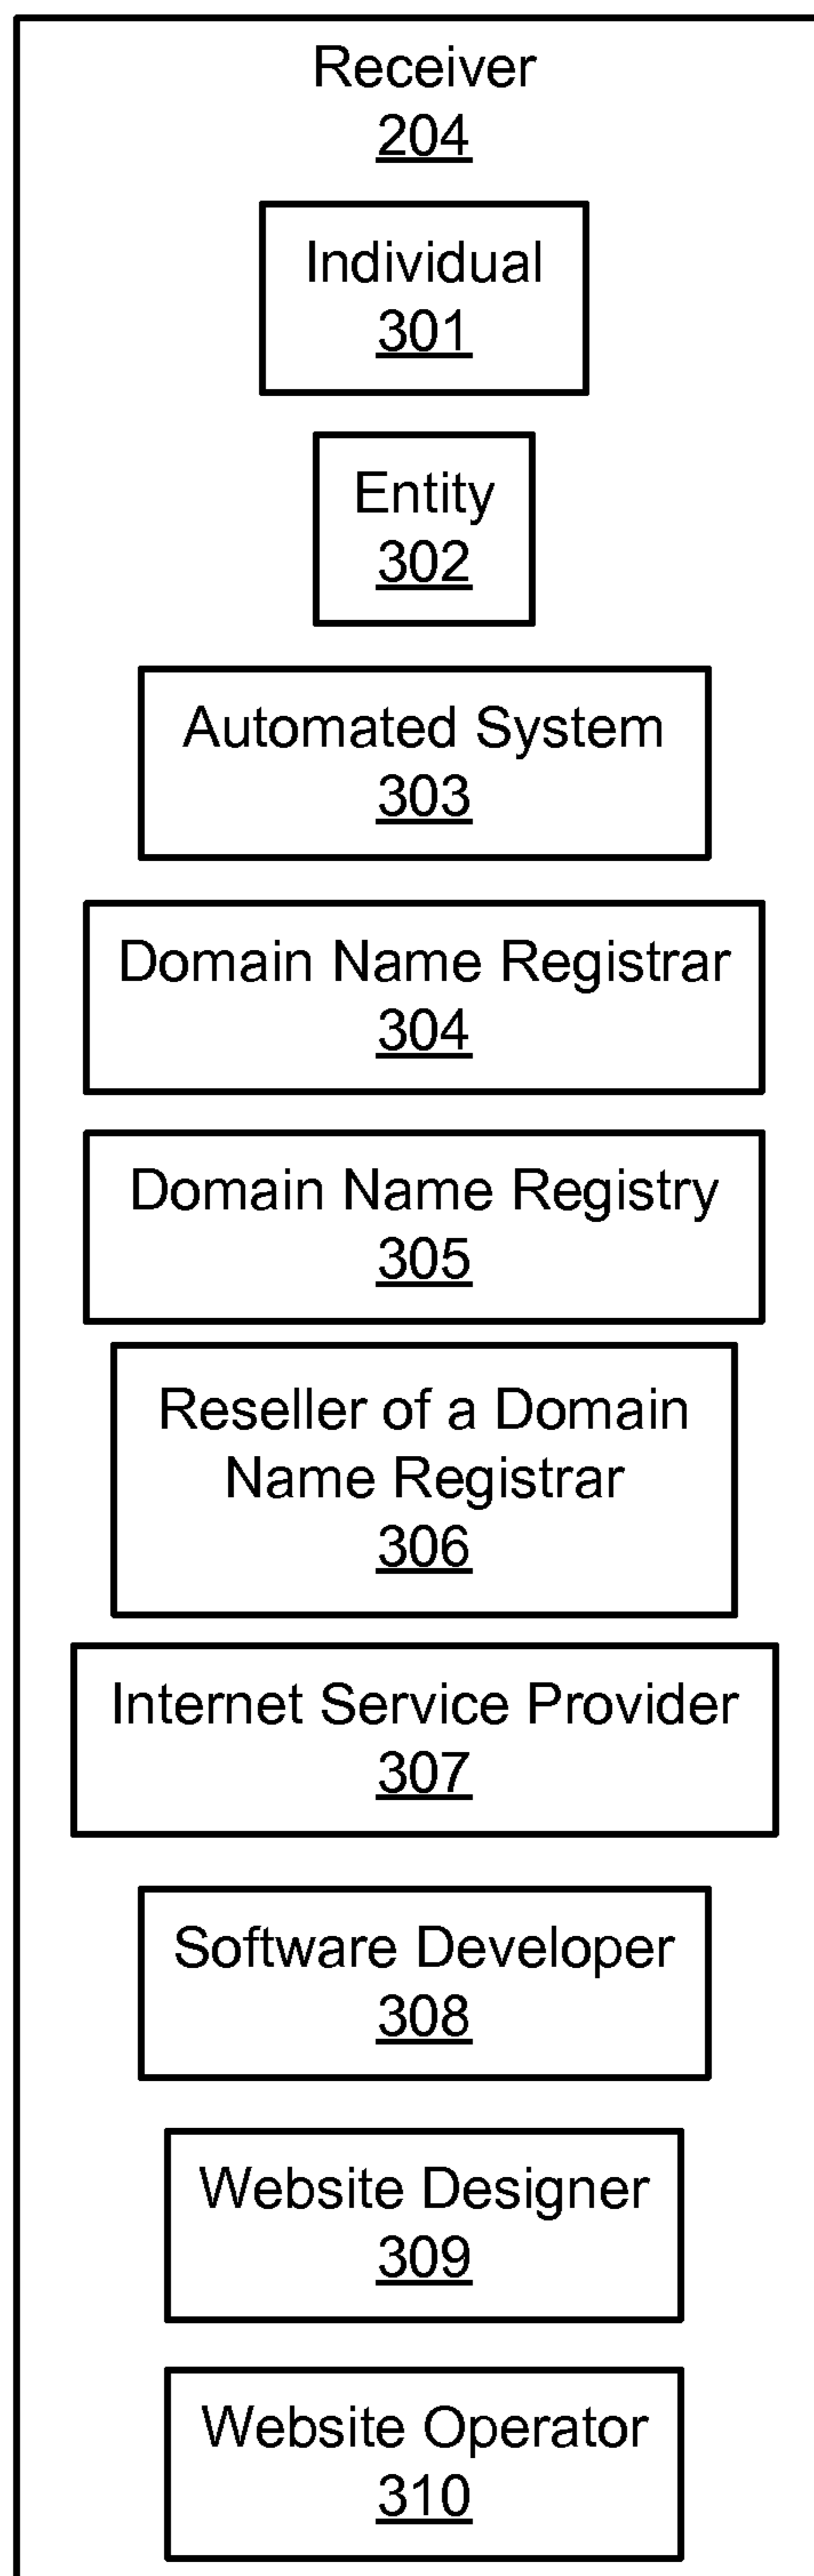 Receiver
204
Individual
301
Entity
302
Automated System
303
Domain Name Registrar
304
Domain Name Registry
305
Reseller of a Domain
Name Registrar
306
Internet Service Provider
307
Software Developer
308
Website Designer
309
Website Operator
310